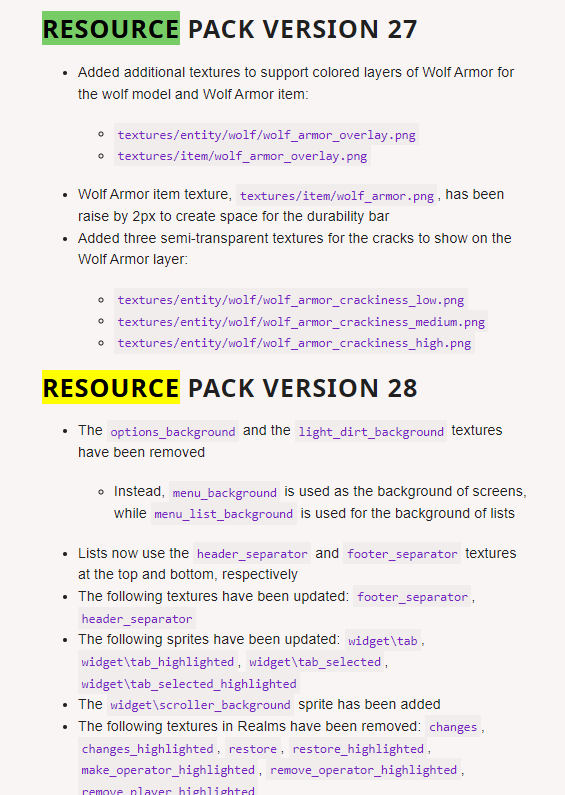 RESOURCE PACK VERSION 27
Added additional textures to support colored layers of Wolf Armor for
the wolf model and Wolf Armor item:
textures/entity/wolf/wolf_armor_overlay.png
textures/item/wolf_armor_overlay.png
Wolf Armor item texture, textures/item/wolf_armor.png, has been
raise by 2px to create space for the durability bar
Added three semi-transparent textures for the cracks to show on the
Wolf Armor layer:
textures/entity/wolf/wolf_armor_crackiness_low.png
textures/entity/wolf/wolf_armor_crackiness_medium.png
textures/entity/wolf/wolf_armor_crackiness_high.png
RESOURCE PACK VERSION 28
The options_background and the light_dirt_background textures
have been removed
Instead, menu_background is used as the background of screens,
while menu_list_background is used for the background of lists
Lists now use the header_separator and footer_separator textures
at the top and bottom, respectively
The following textures have been updated: footer_separator,
header_separator
The following sprites have been updated: widget\tab,
widget\tab_highlighted, widget\tab_selected,
widget\tab_selected_highlighted
The widget\scroller_background sprite has been added
The following textures in Realms have been removed: changes,
changes_highlighted, restore, restore_highlighted,
make_operator_highlighted, remove_operator_highlighted,
remove_player_highlighted